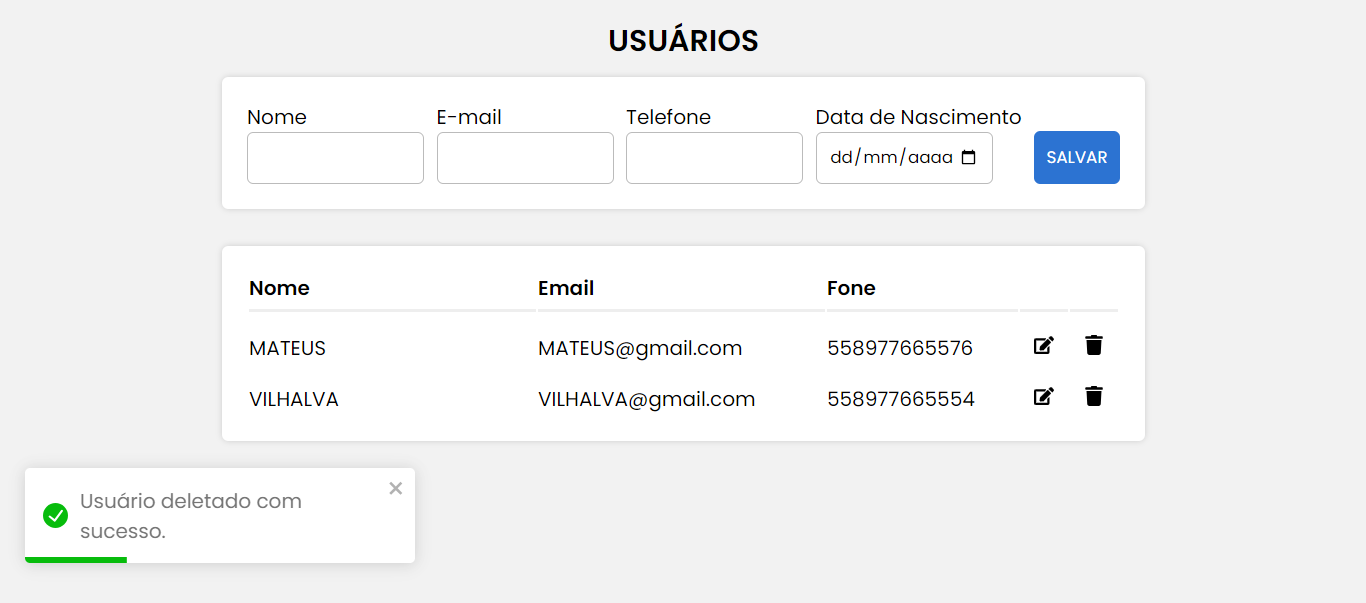 USUÁRIOS
Nome E-mail Telefone Data de Nascimento
dd/mm/aaaa SALVAR
Nome Email Fone
MATEUS MATEUS@gmail.com 558977665576
VILHALVA VILHALVA@gmail.com 558977665554
Usuário deletado com
sucesso.